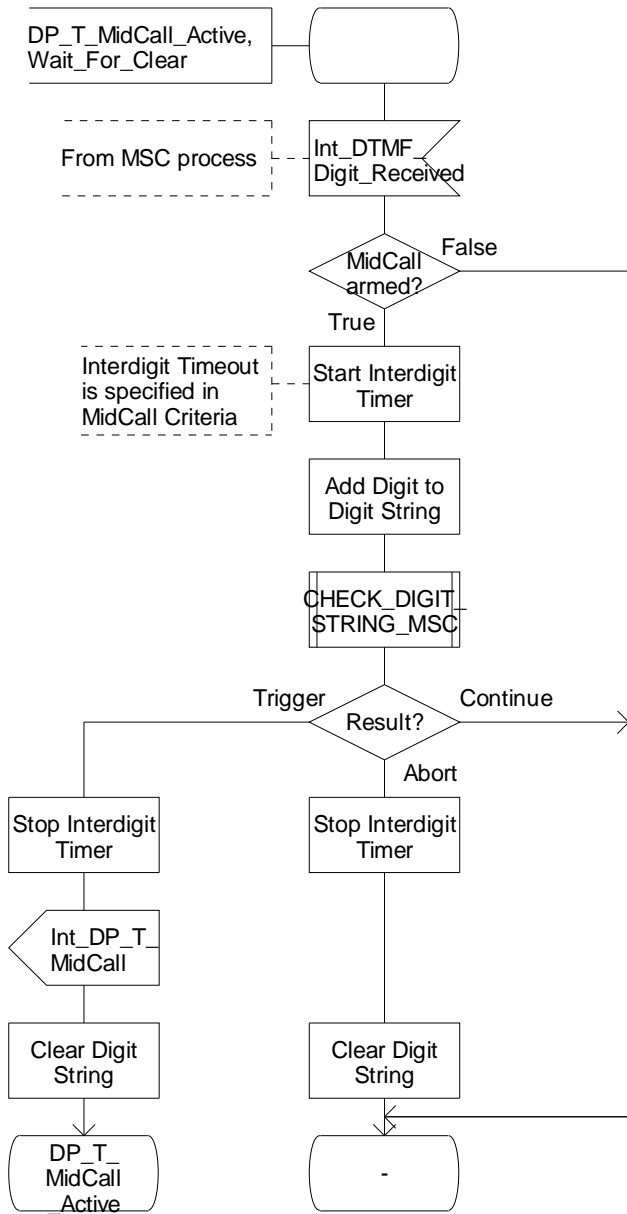 DP_T_MidCall_Active,
Wait_For_Clear
From MSC process
Int_DTMF_
Digit_Received
MidCall
armed?
False
True
Interdigit Timeout
is specified in
MidCall Criteria
Start Interdigit
Timer
Add Digit to
Digit String
CHECK_DIGIT_
STRING_MSC
Trigger
Result?
Continue
Abort
Stop Interdigit
Timer
Stop Interdigit
Timer
Int_DP_T_
MidCall
Clear Digit
String
Clear Digit
String
DP_T_
MidCall
_Active
-